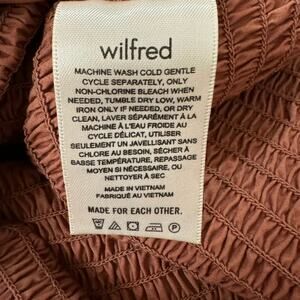 wilfred
MACHINE WASH COLD GENTLE
CYCLE SEPARATELY, ONLY
NON-CHLORINE BLEACH WHEN
NEEDED, TUMBLE DRY LOW, WARM
IRON ONLY IF NEEDED, OR DRY
CLEAN, LAVER SÉPARÉMENT À LA
MACHINE À L'EAU FROIDE AU
CYCLE DÉLICAT, UTILISER
SEULEMENT UN JAVELLISANT SANS
CHLORE AU BESOIN, SÉCHER À
BASSE TEMPÉRATURE, REPASSAGE
MOYEN SI NÉCESSAIRE, OU
NETTOYER À SEC
MADE IN VIETNAM
FABRIQUÉ AU VIETNAM
MADE FOR EACH OTHER.
P